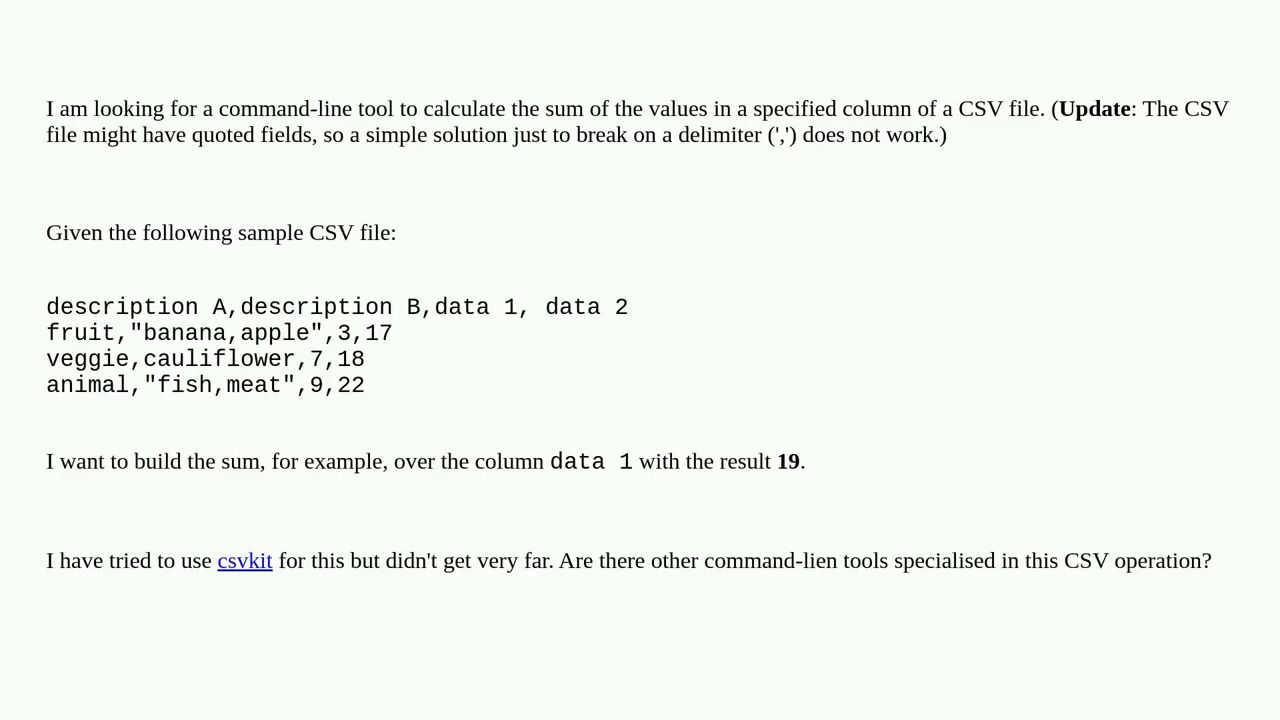 I am looking for a command-line tool to calculate the sum of the values in a specified column of a CSV file. (Update: The CSV
file might have quoted fields, so a simple solution just to break on a delimiter (',') does not work.)
Given the following sample CSV file:
description A,description B,data 1, data 2
fruit,"banana,apple",3,17
veggie,cauliflower,7,18
animal,"fish,meat",9,22
I want to build the sum, for example, over the column data 1 with the result 19.
I have tried to use csvkit for this but didn't get very far. Are there other command-lien tools specialised in this CSV operation?